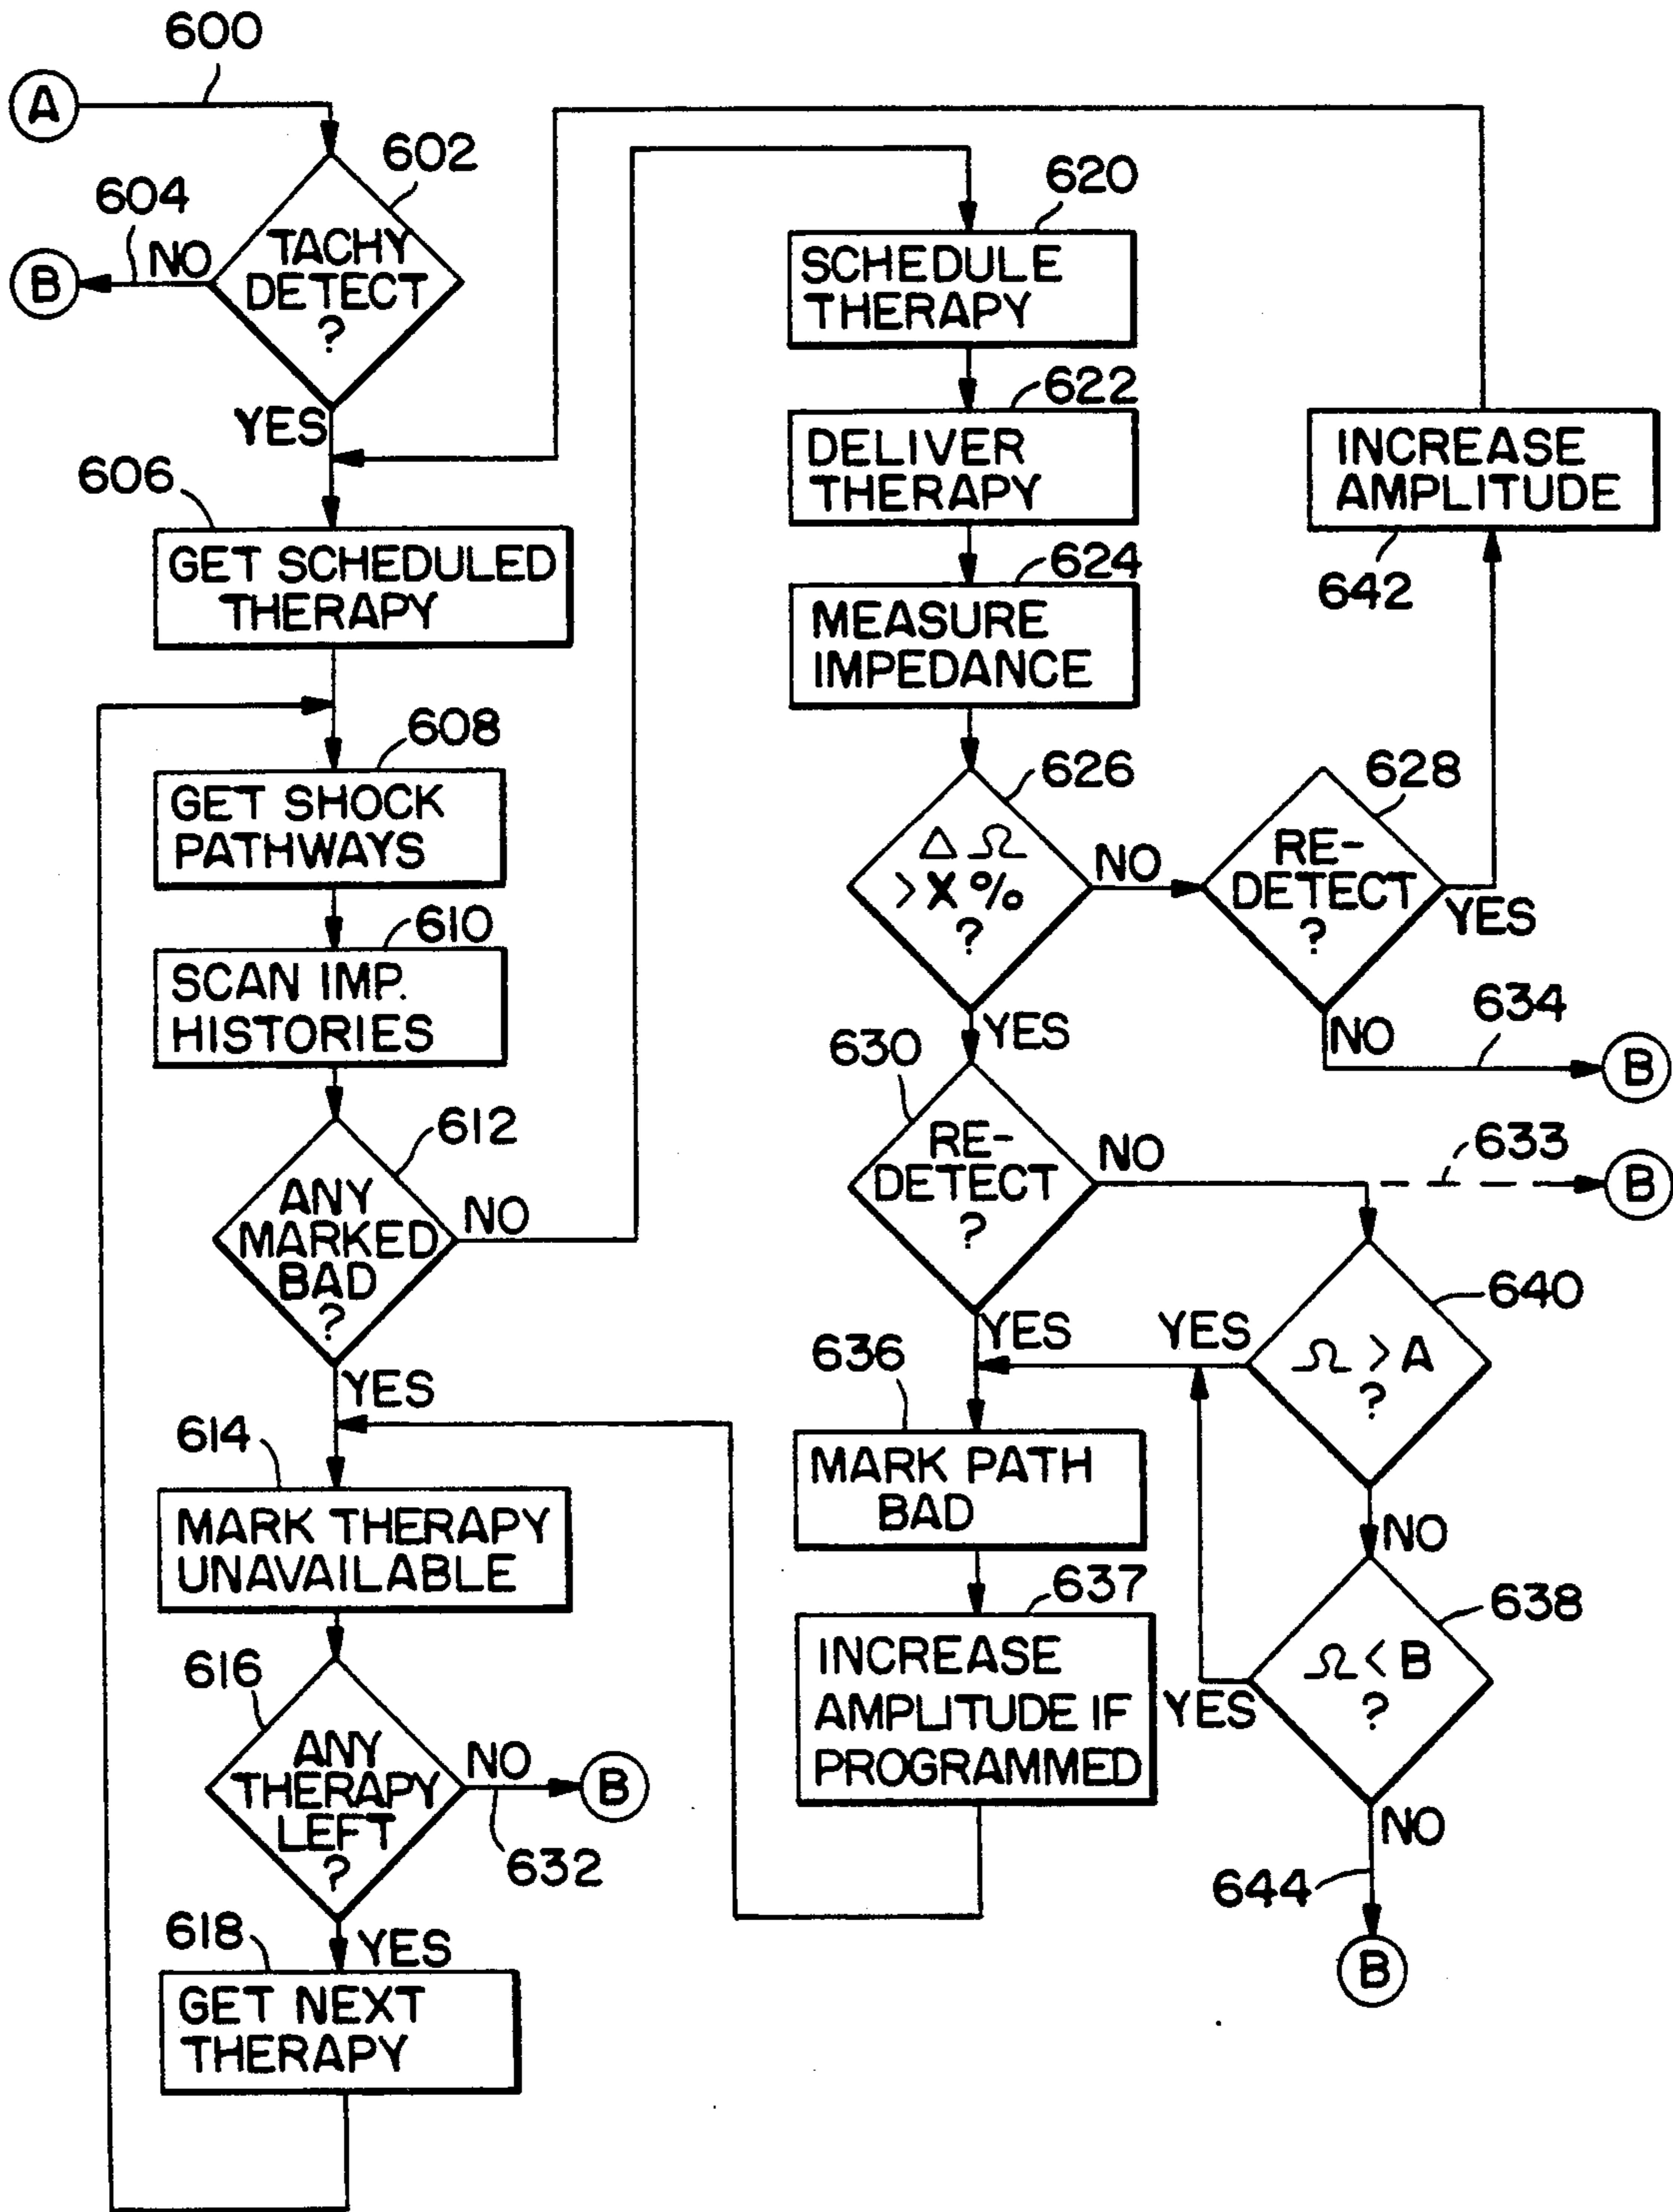 600
A
602
604
NO
B
TACHY
DETECT
?
YES
606
GET SCHEDULED
THERAPY
608
GET SHOCK
PATHWAYS
610
SCAN IMP.
HISTORIES
612
ANY
MARKED
BAD
?
NO
YES
614
MARK THERAPY
UNAVAILABLE
616
ANY
THERAPY
LEFT
?
NO
B
632
YES
618
GET NEXT
THERAPY
620
SCHEDULE
THERAPY
622
DELIVER
THERAPY
624
MEASURE
IMPEDANCE
626
Δ Ω
> X %
?
NO
YES
628
RE-
DETECT
?
YES
NO
634
B
642
INCREASE
AMPLITUDE
630
RE-
DETECT
?
NO
633
B
YES
640
Ω > A
?
YES
NO
636
MARK PATH
BAD
637
INCREASE
AMPLITUDE IF
PROGRAMMED
638
Ω < B
?
YES
NO
644
B